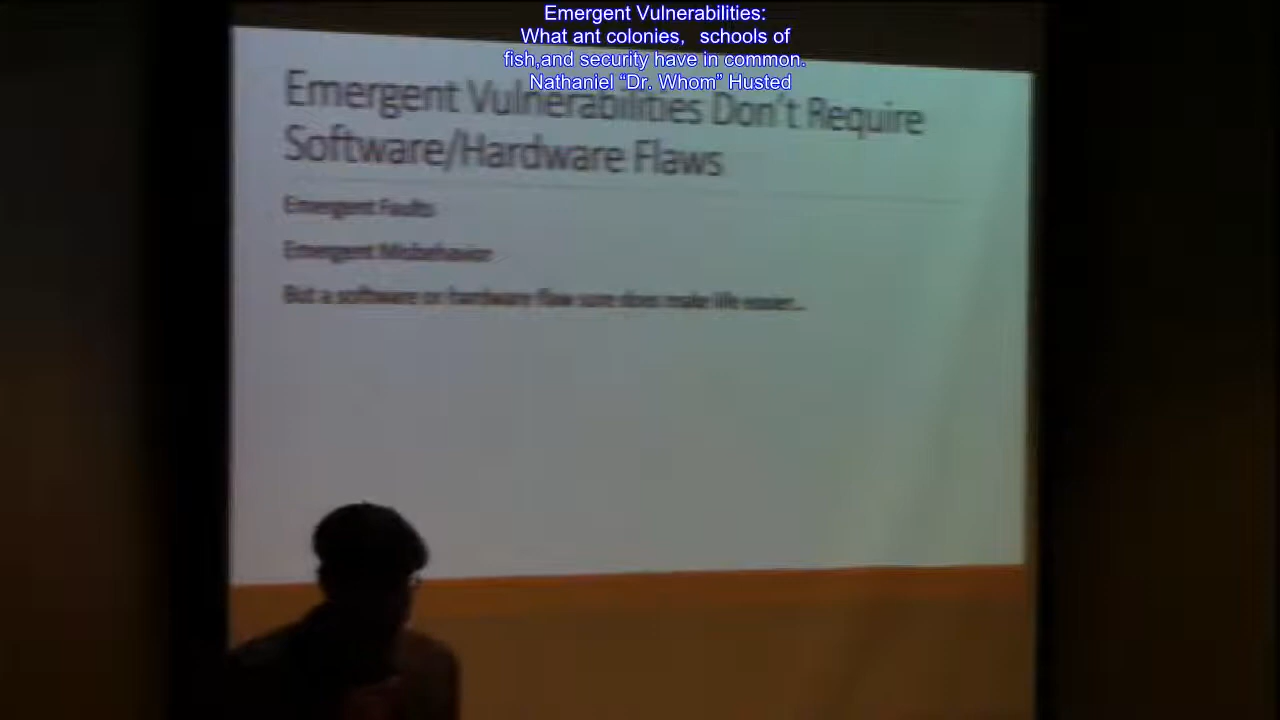 Emergent Vulnerabilities:
What ant colonies, schools of
fish,and security have in common.
Nathaniel “Dr. Whom” Husted
Emergent Vulnerabilities Don't Require
Software/Hardware Flaws
Emergent Faults
Emergent Misbehavior
But a software or hardware flaw sure does make life easier...